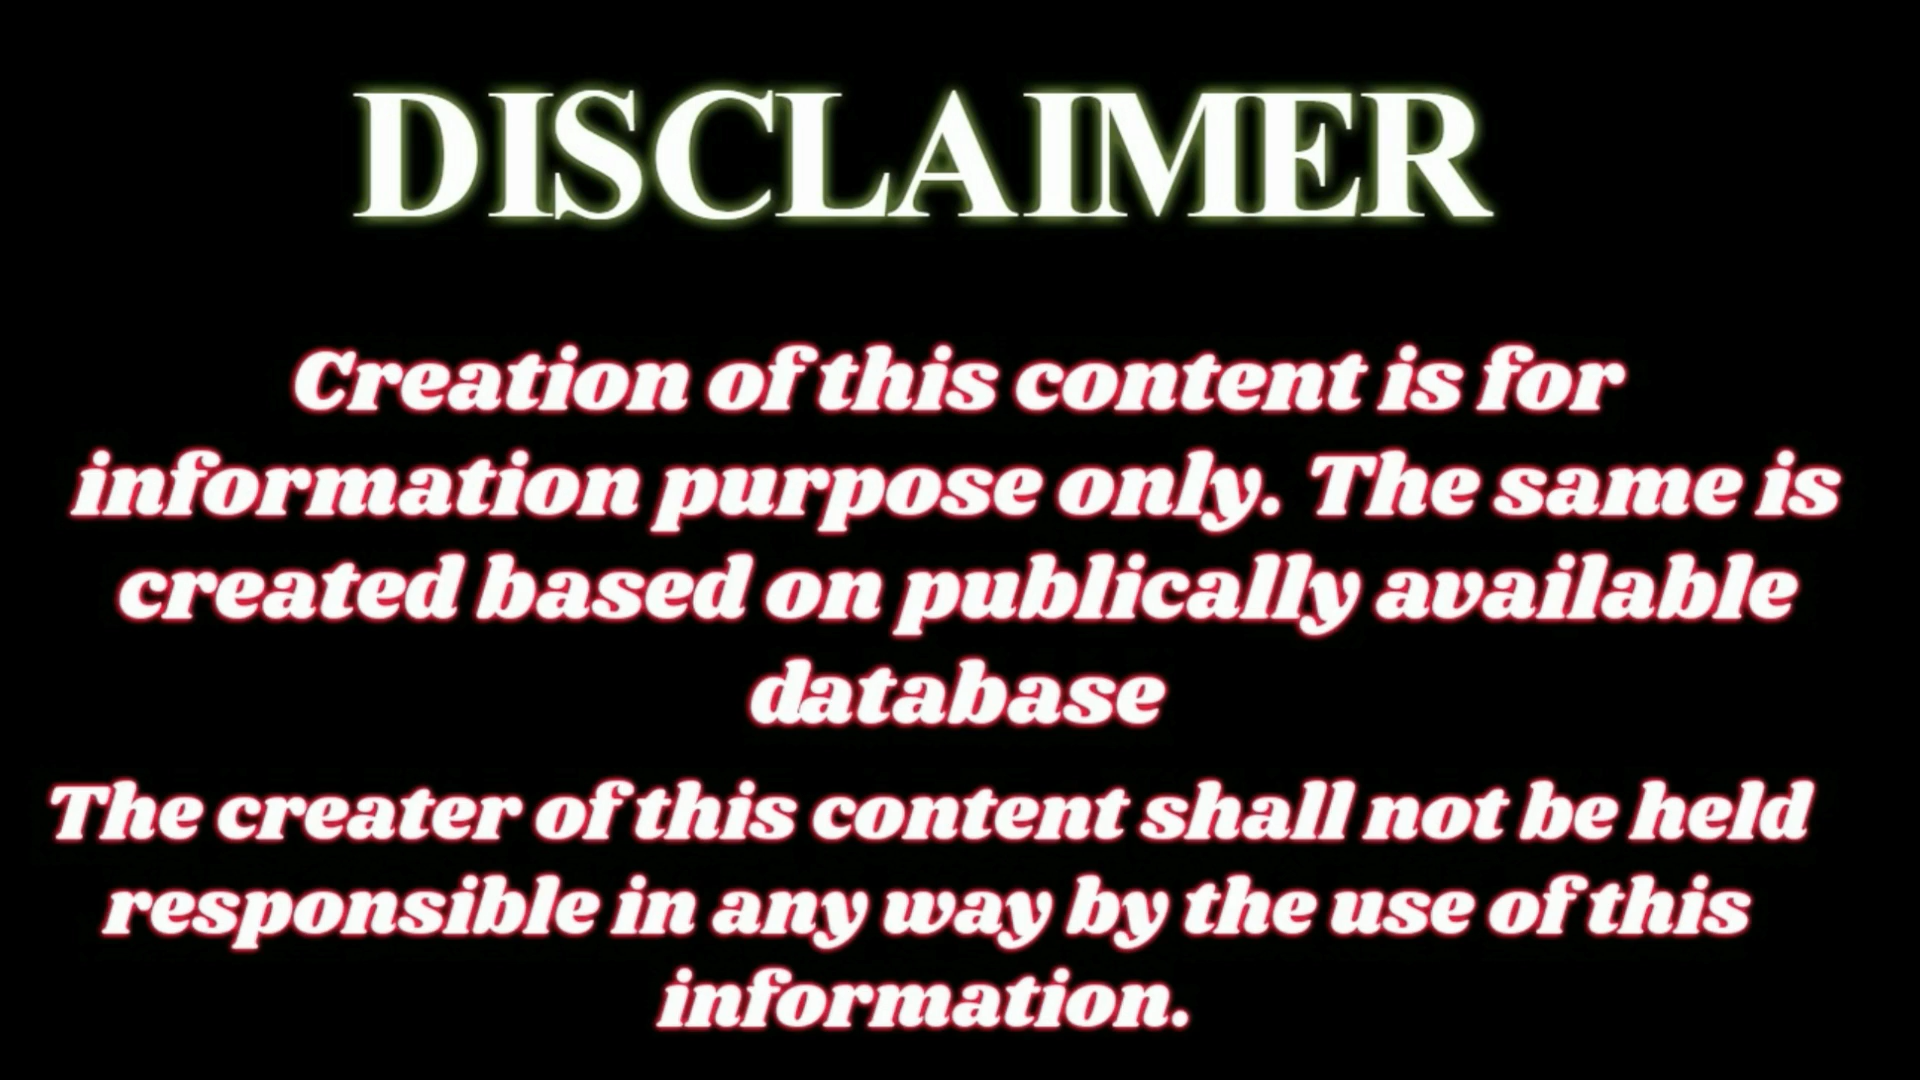 DISCLAIMER
Creation of this content is for
information purpose only. The same is
created based on publically available
database
The creater of this content shall not be held
responsible in any way by the use of this
information.